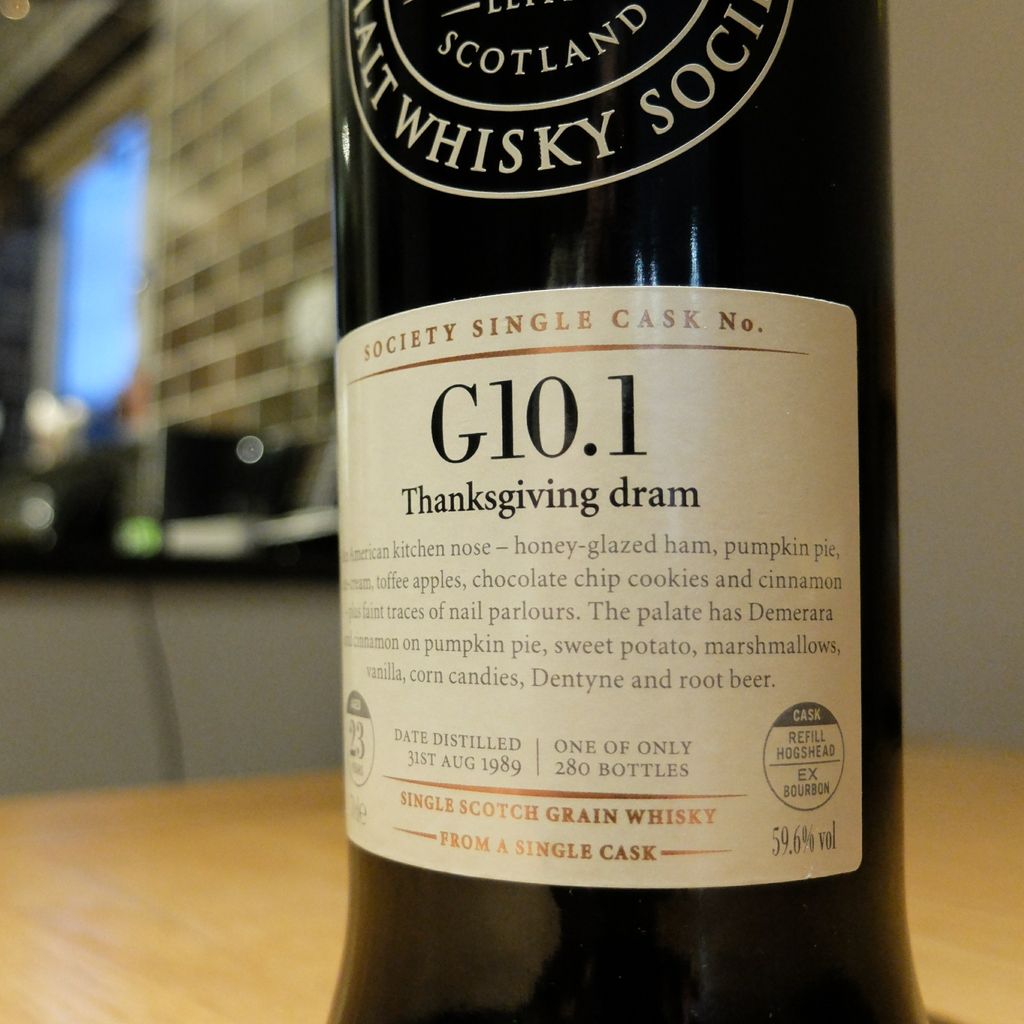 SCOTLAND
WHISKY
SOCIETY SINGLE CASK No.
G10.1
Thanksgiving dram
American kitchen nose – honey-glazed ham, pumpkin pie,
toffee apples, chocolate chip cookies and cinnamon
faint traces of nail parlours. The palate has Demerara
cinnamon on pumpkin pie, sweet potato, marshmallows,
vanilla, corn candies, Dentyne and root beer.
AGED
23
YEARS
DATE DISTILLED
31ST AUG 1989
ONE OF ONLY
280 BOTTLES
CASK
REFILL
HOGSHEAD
EX
BOURBON
SINGLE SCOTCH GRAIN WHISKY
FROM A SINGLE CASK
59.6% vol